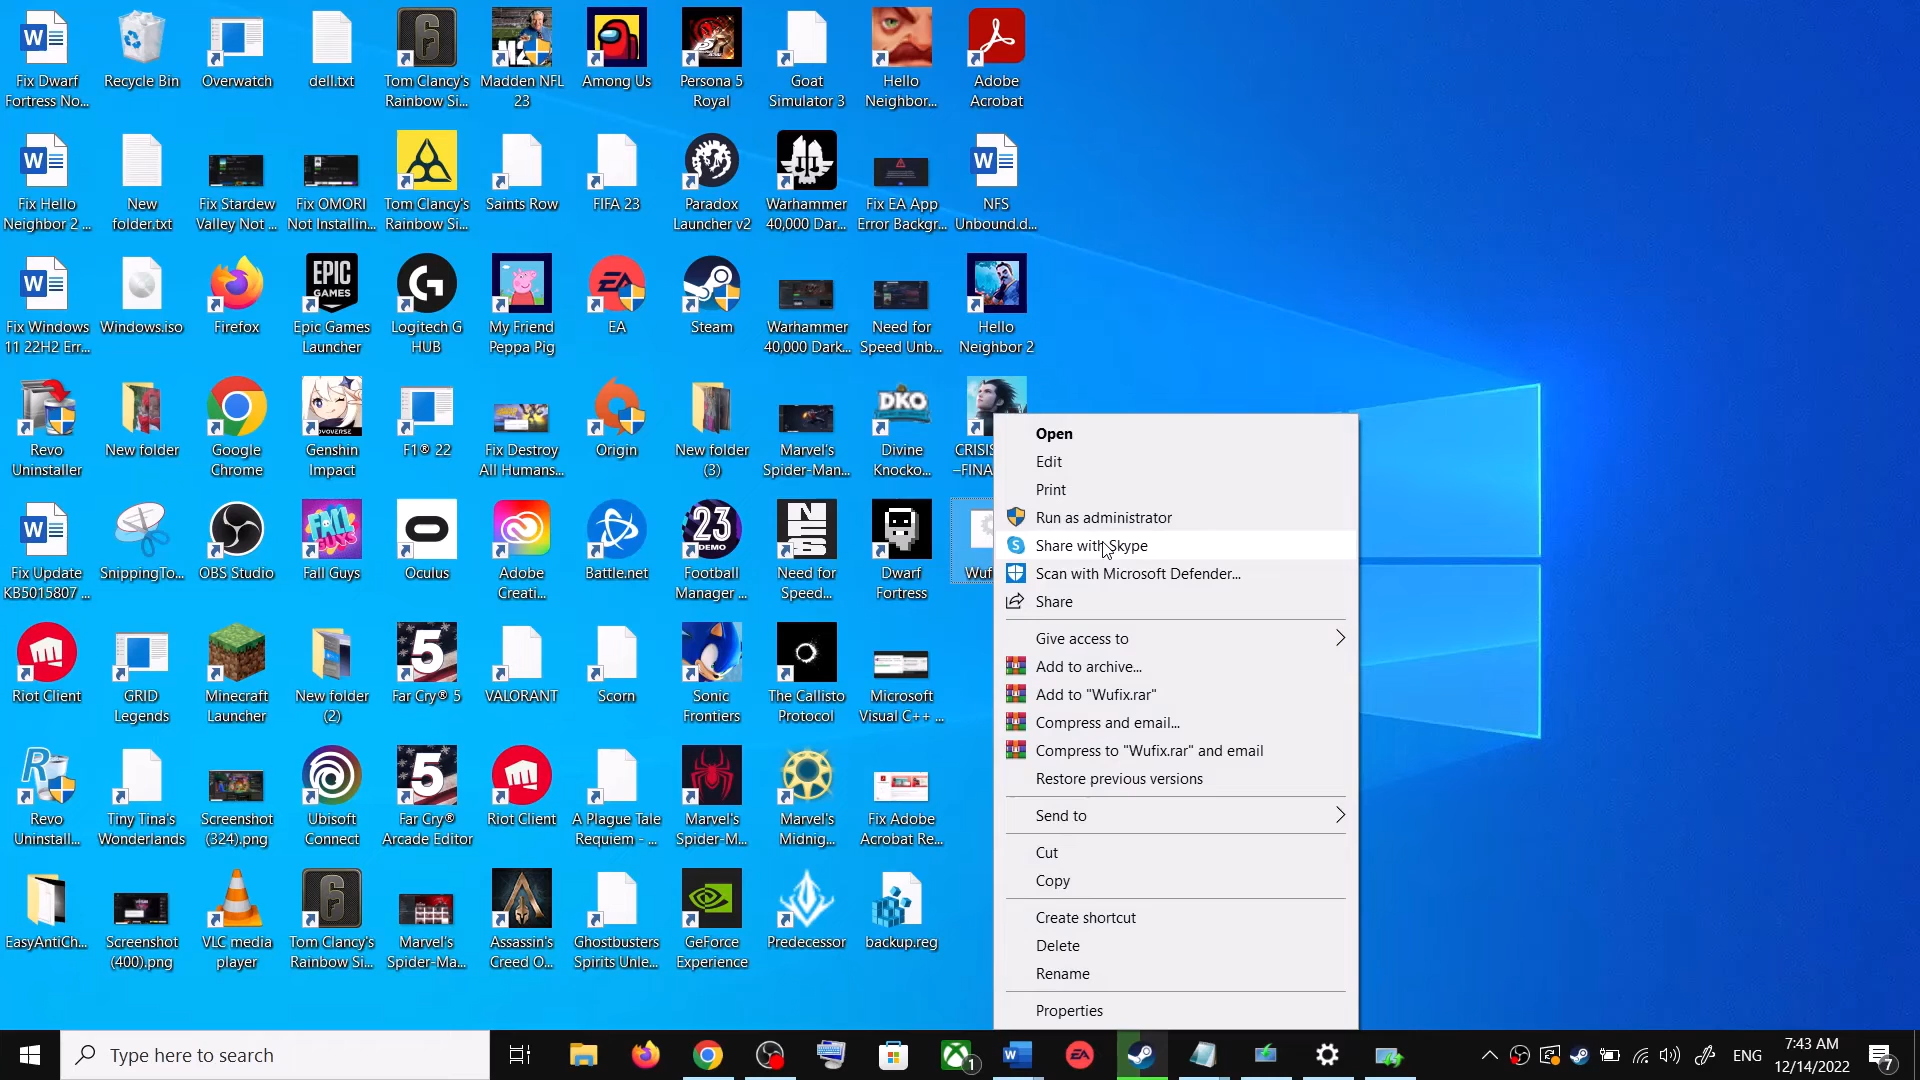 Fix Dwarf
Fortress No...
Recycle Bin
Overwatch
dell.txt
Tom Clancy's
Rainbow Si...
Madden NFL
23
Among Us
Persona 5
Royal
Goat
Simulator 3
Hello
Neighbor...
Adobe
Acrobat
Fix Hello
Neighbor 2 ...
New
folder.txt
Fix Stardew
Valley Not ...
Fix OMORI
Not Installin...
Tom Clancy's
Rainbow Si...
Saints Row
FIFA 23
Paradox
Launcher v2
Warhammer
40,000 Dar...
Fix EA App
Error Backgr...
NFS
Unbound.d...
Fix Windows
11 22H2 Err...
Windows.iso
Firefox
EPIC
GAMES
Epic Games
Launcher
Logitech G
HUB
My Friend
Peppa Pig
EA
Steam
Warhammer
40,000 Dark...
Need for
Speed Unb...
Hello
Neighbor 2
Revo
Uninstaller
New folder
Google
Chrome
Genshin
Impact
F1® 22
Fix Destroy
All Humans...
Origin
New folder
(3)
Marvel's
Spider-Man...
DKO
Divine
Knocko...
CRISIS
–FINA
Fix Update
KB5015807 ...
SnippingTo...
OBS Studio
Fall Guys
Oculus
Adobe
Creati...
Battle.net
23
DEMO
Football
Manager ...
Need for
Speed...
Dwarf
Fortress
Wuf
Riot Client
GRID
Legends
Minecraft
Launcher
New folder
(2)
5
Far Cry® 5
VALORANT
Scorn
Sonic
Frontiers
The Callisto
Protocol
Microsoft
Visual C++ ...
Revo
Uninstall...
Tiny Tina's
Wonderlands
Screenshot
(324).png
Ubisoft
Connect
5
Far Cry®
Arcade Editor
Riot Client
A Plague Tale
Requiem - ...
Marvel's
Spider-M...
Marvel's
Midnig...
Fix Adobe
Acrobat Re...
EasyAntiCh...
Screenshot
(400).png
VLC media
player
Tom Clancy's
Rainbow Si...
Marvel's
Spider-Ma...
Assassin's
Creed O...
Ghostbusters
Spirits Unle...
GeForce
Experience
Predecessor
backup.reg
Open
Edit
Print
Run as administrator
Share with Skype
Scan with Microsoft Defender...
Share
Give access to
Add to archive...
Add to "Wufix.rar"
Compress and email...
Compress to "Wufix.rar" and email
Restore previous versions
Send to
Cut
Copy
Create shortcut
Delete
Rename
Properties
Type here to search
1
ENG
7:43 AM
12/14/2022
7